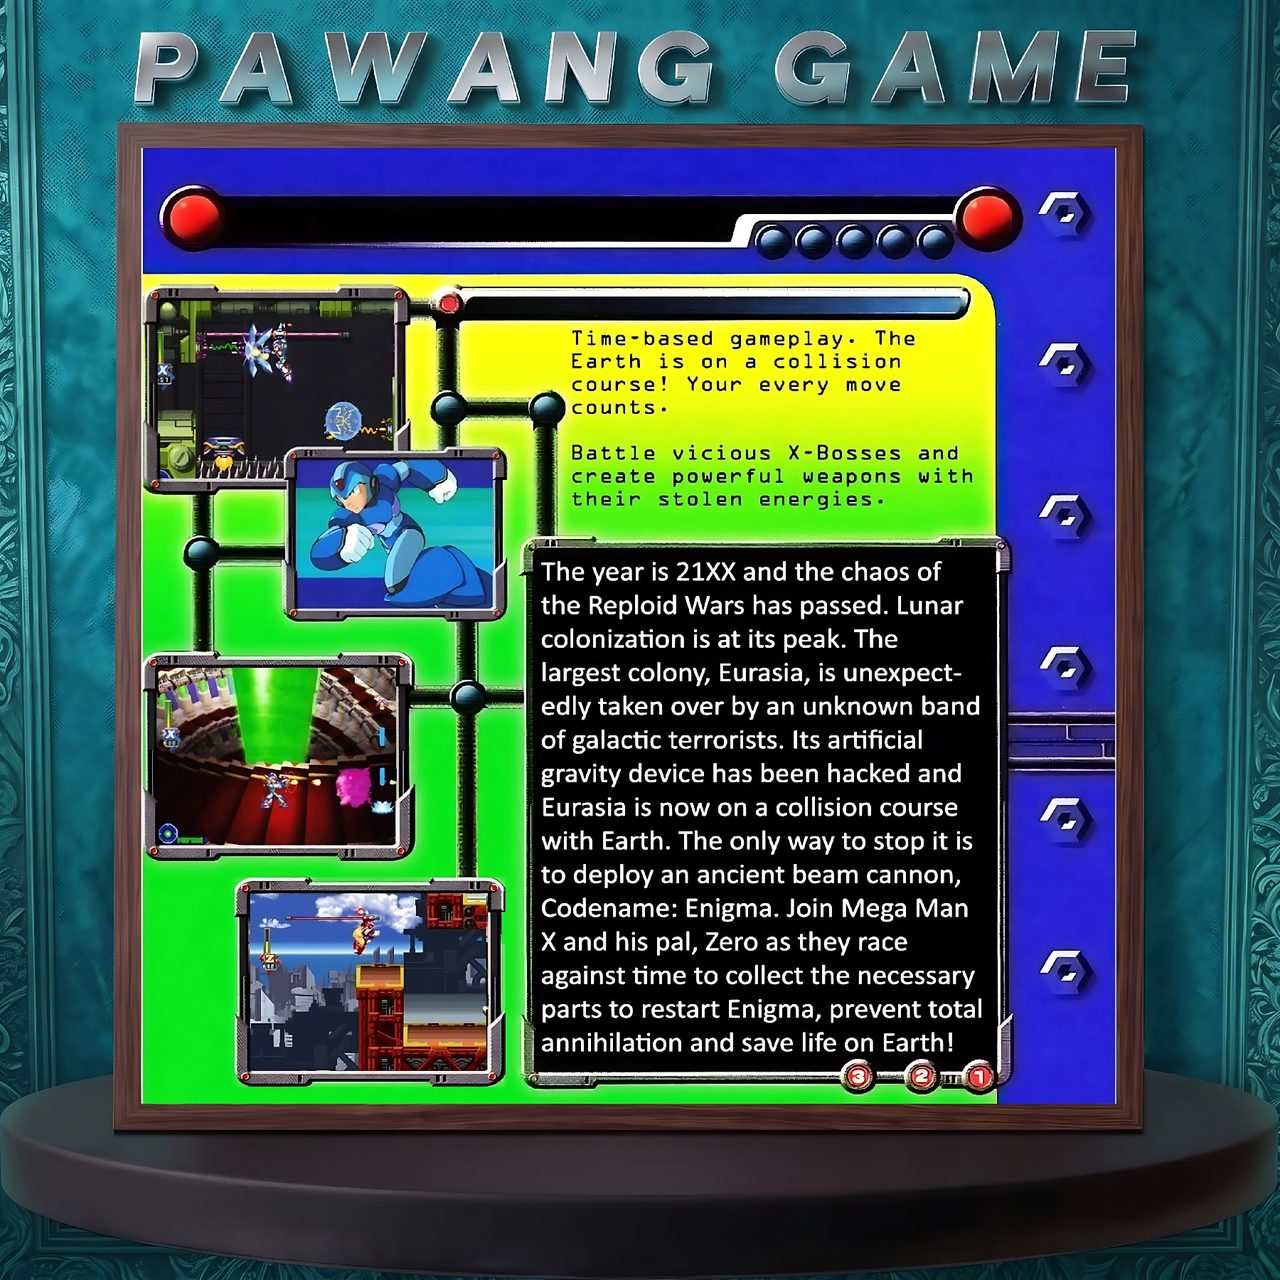 PAWANG GAME
Time-based gameplay. The
Earth is on a collision
course! Your every move
counts.
Battle vicious X-Bosses and
create powerful weapons with
their stolen energies.
The year is 21XX and the chaos of
the Reploid Wars has passed. Lunar
colonization is at its peak. The
largest colony, Eurasia, is unexpect-
edly taken over by an unknown band
of galactic terrorists. Its artificial
gravity device has been hacked and
Eurasia is now on a collision course
with Earth. The only way to stop it is
to deploy an ancient beam cannon,
Codename: Enigma. Join Mega Man
X and his pal, Zero as they race
against time to collect the necessary
parts to restart Enigma, prevent total
annihilation and save life on Earth!
3 2 1